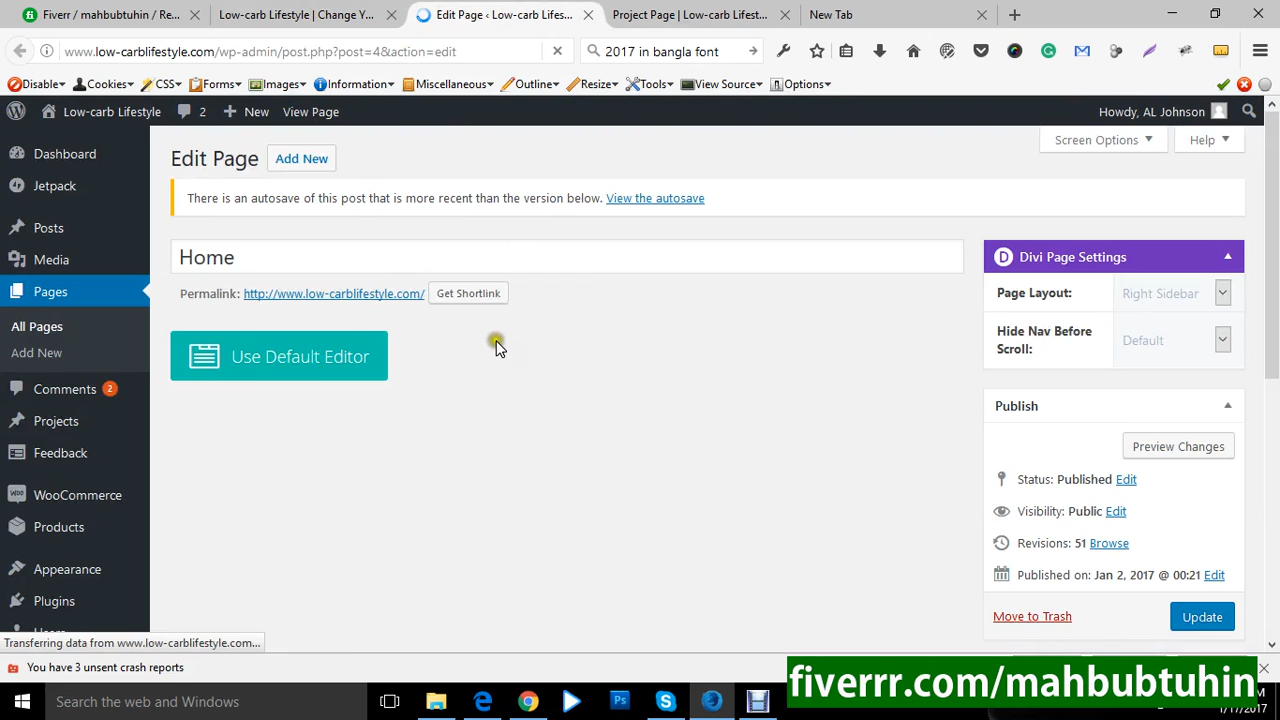 Fiverr / mahbubtuhin / Re...
Low-carb Lifestyle | Change Y...
Edit Page ‹ Low-carb Lifes...
Project Page | Low-carb Lifest...
New Tab
www.low-carblifestyle.com/wp-admin/post.php?post=4&action=edit
2017 in bangla font
Disable
Cookies
CSS
Forms
Images
Information
Miscellaneous
Outline
Resize
Tools
View Source
Options
Low-carb Lifestyle
2
New
View Page
Howdy, AL Johnson
Dashboard
Jetpack
Posts
Media
Pages
All Pages
Add New
Comments 2
Projects
Feedback
WooCommerce
Products
Appearance
Plugins
Edit Page
Add New
Screen Options
Help
There is an autosave of this post that is more recent than the version below. View the autosave
Home
Permalink: http://www.low-carblifestyle.com/
Get Shortlink
Use Default Editor
Divi Page Settings
Page Layout:
Right Sidebar
Hide Nav Before
Scroll:
Default
Publish
Preview Changes
Status: Published Edit
Visibility: Public Edit
Revisions: 51 Browse
Published on: Jan 2, 2017 @ 00:21 Edit
Move to Trash
Update
Transferring data from www.low-carblifestyle.com...
You have 3 unsent crash reports
fiverrr.com/mahbubtuhin
Search the web and Windows
1/17/2017